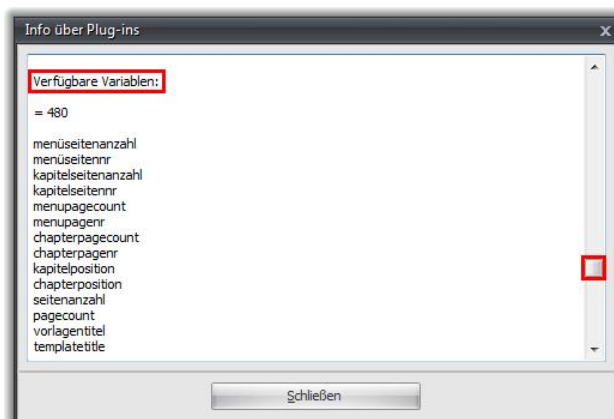 Info über Plug-ins
Verfügbare Variablen:
= 480
menüseitenanzahl
menüseitennr
kapitelseitenanzahl
kapitelseitennr
menupagecount
menupagenr
chapterpagecount
chapterpagenr
kapitelposition
chapterposition
seitenanzahl
pagecount
vorlagentitel
templatetitle
Schließen